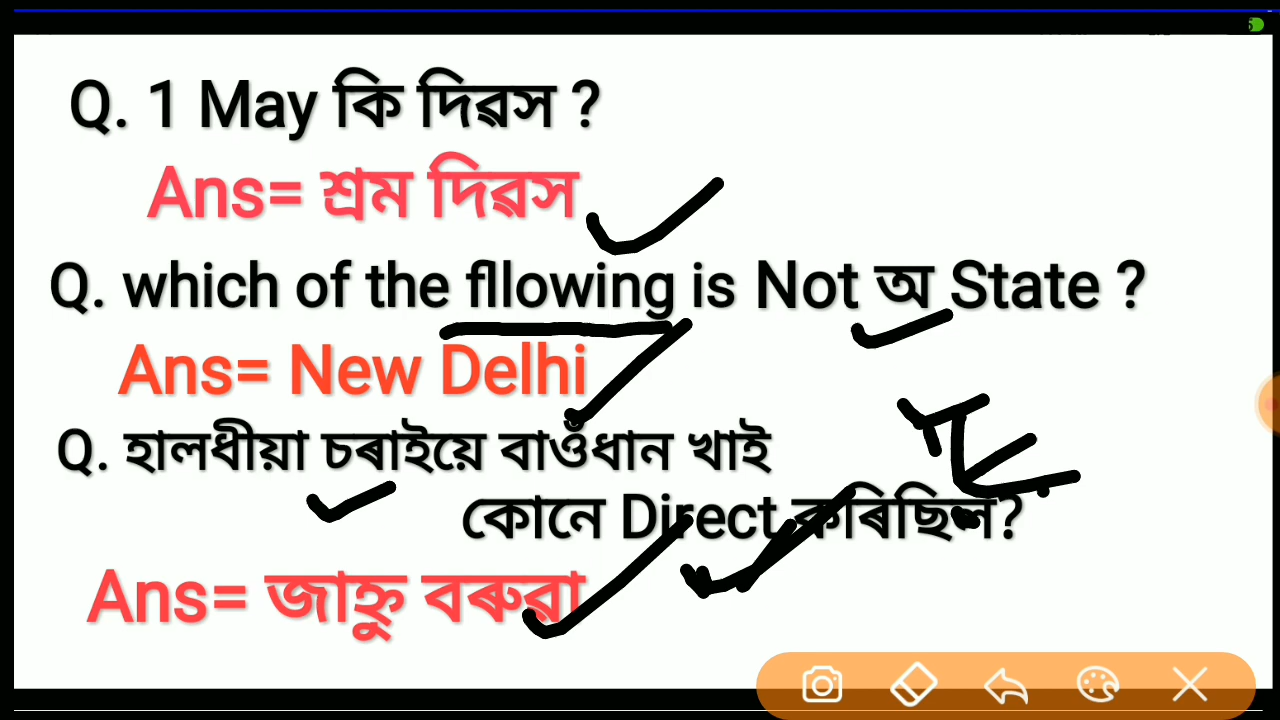 Q. 1 May কি দিৱস ?
Ans= শ্ৰম দিৱস
Q. which of the fllowing is Not অ State ?
Ans= New Delhi
Q. হালধীয়া চৰাইয়ে বাওঁধান খাই
কোনে Direct কৰিছিল?
Ans= জাহ্নু বৰুৱা